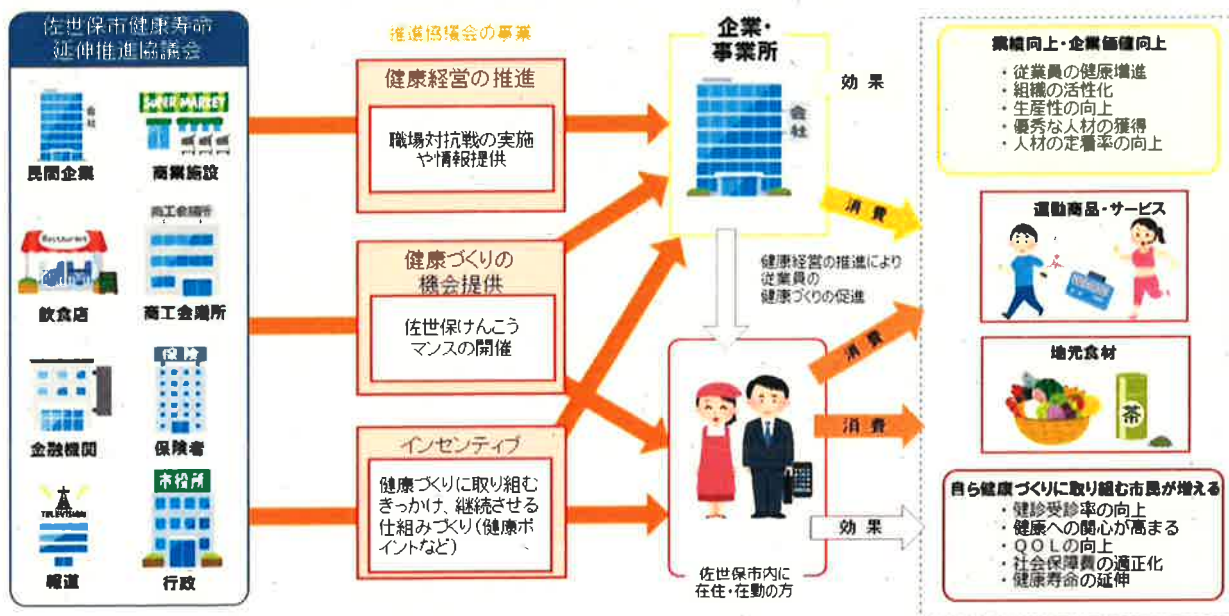 佐世保市健康寿命
延伸推進協議会
会社
民間企業
SUPER MARKET
商業施設
Restaurant
飲食店
商工会議所
商工会議所
金融機関
保険
保険者
TELEVISION
報道
市役所
行政
推進協議会の事業
健康経営の推進
職場対抗戦の実施
や情報提供
健康づくりの
機会提供
佐世保けんこう
マンスの開催
インセンティブ
健康づくりに取り組む
きっかけ、継続させる
仕組みづくり(健康ポ
イントなど)
企業・
事業所
会社
健康経営の推進により
従業員の
健康づくりの促進
佐世保市内に
在住・在勤の方
効果
消費
消費
消費
効果
業績向上・企業価値向上
・従業員の健康増進
・組織の活性化
・生産性の向上
・優秀な人材の獲得
・人材の定着率の向上
運動商品・サービス
地元食材
茶
自ら健康づくりに取り組む市民が増える
・健診受診率の向上
・健康への関心が高まる
・QOLの向上
・社会保障費の適正化
・健康寿命の延伸